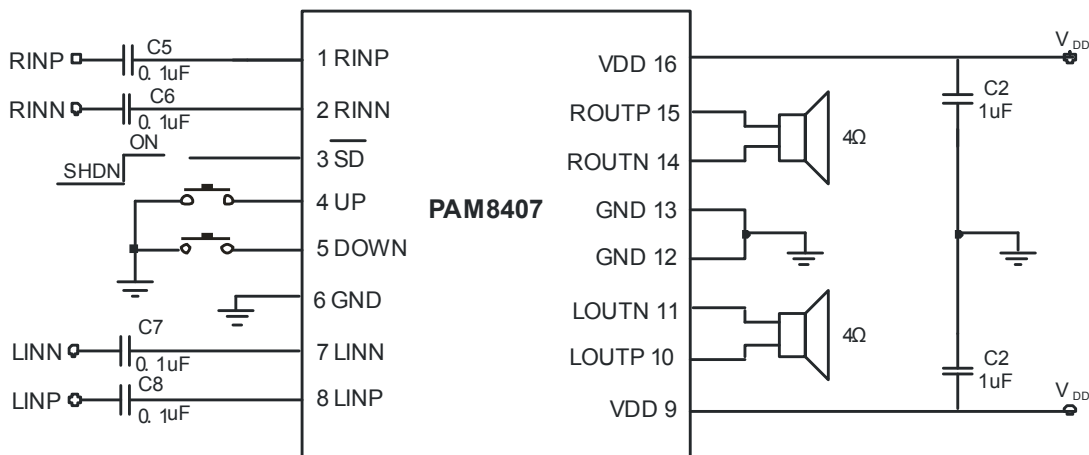 RINP
C5
0.1uF
1 RINP
RINN
C6
0.1uF
2 RINN
ON
SHDN
3 SD
4 UP
5 DOWN
6 GND
LINN
C7
0.1uF
7 LINN
LINP
C8
0.1uF
8 LINP
PAM8407
VDD 16
ROUTP 15
ROUTN 14
GND 13
GND 12
LOUTN 11
LOUTP 10
VDD 9
4Ω
4Ω
VDD
C2
1uF
C2
1uF
VDD